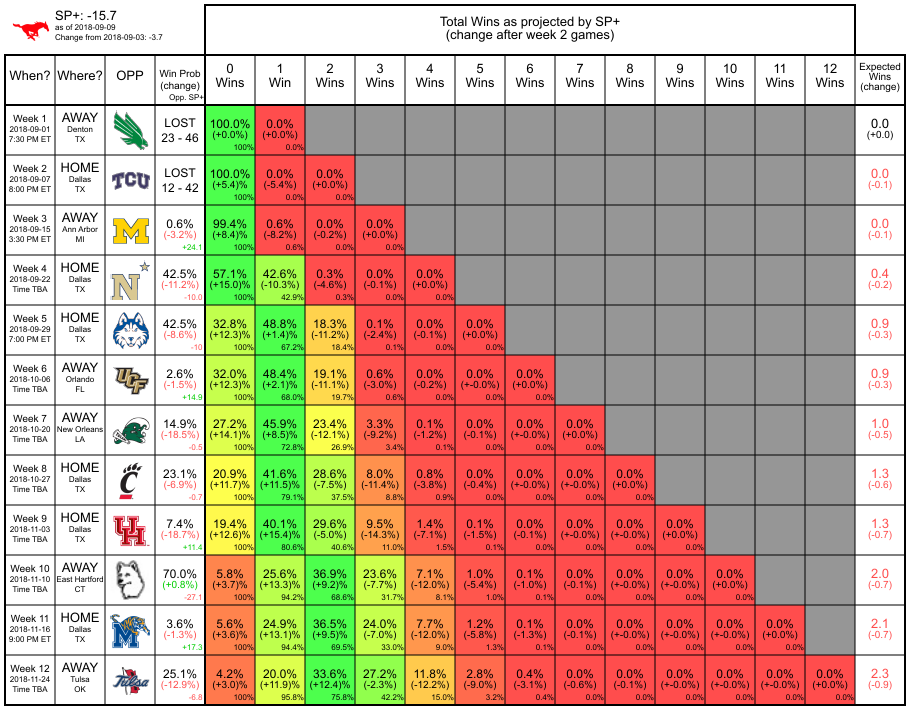 SP+: -15.7
as of 2018-09-09
Change from 2018-09-03: -3.7
Total Wins as projected by SP+
(change after week 2 games)
When? Where? OPP Win Prob (change) Opp. SP+ 0 Wins 1 Win 2 Wins 3 Wins 4 Wins 5 Wins 6 Wins 7 Wins 8 Wins 9 Wins 10 Wins 11 Wins 12 Wins Expected Wins (change)
Week 1 AWAY LOST 100.0% 0.0% 0.0
2018-09-01 Denton 23 - 46 (+0.0%) (+0.0%) (+0.0)
7:30 PM ET TX 100% 0.0%
Week 2 HOME TCU LOST 100.0% 0.0% 0.0% 0.0
2018-09-07 Dallas 12 - 42 (+5.4)% (-5.4%) (+0.0%) (-0.1)
8:00 PM ET TX 100% 0.0% 0.0%
Week 3 AWAY M 0.6% 99.4% 0.6% 0.0% 0.0% 0.0
2018-09-15 Ann Arbor (-3.2%) (+8.4)% (-8.2%) (-0.2%) (+0.0%) (-0.1)
3:30 PM ET MI +24.1 100% 0.6% 0.0% 0.0%
Week 4 HOME N 42.5% 57.1% 42.6% 0.3% 0.0% 0.0% 0.4
2018-09-22 Dallas (-11.2%) (+15.0)% (-10.3%) (-4.6%) (-0.1%) (+0.0%) (-0.2)
Time TBA TX -10.0 100% 42.9% 0.3% 0.0% 0.0%
Week 5 HOME 42.5% 32.8% 48.8% 18.3% 0.1% 0.0% 0.0% 0.9
2018-09-29 Dallas (-8.6%) (+12.3)% (+1.4)% (-11.2%) (-2.4%) (-0.1%) (+0.0%) (-0.3)
7:00 PM ET TX -10 100% 67.2% 18.4% 0.1% 0.0% 0.0%
Week 6 AWAY UCF 2.6% 32.0% 48.4% 19.1% 0.6% 0.0% 0.0% 0.0% 0.9
2018-10-06 Orlando (-1.5%) (+12.3)% (+2.1)% (-11.1%) (-3.0%) (-0.2%) (+-0.0%) (+0.0%) (-0.3)
Time TBA FL +14.9 100% 68.0% 19.7% 0.6% 0.0% 0.0% 0.0%
Week 7 AWAY 14.9% 27.2% 45.9% 23.4% 3.3% 0.1% 0.0% 0.0% 0.0% 1.0
2018-10-20 New Orleans (-18.5%) (+14.1)% (+8.5)% (-12.1%) (-9.2%) (-1.2%) (-0.1%) (+-0.0%) (+0.0%) (-0.5)
Time TBA LA -0.5 100% 72.8% 26.9% 3.4% 0.1% 0.0% 0.0% 0.0%
Week 8 HOME C 23.1% 20.9% 41.6% 28.6% 8.0% 0.8% 0.0% 0.0% 0.0% 0.0% 1.3
2018-10-27 Dallas (-6.9%) (+11.7)% (+11.5)% (-7.5%) (-11.4%) (-3.8%) (-0.4%) (+-0.0%) (+-0.0%) (+0.0%) (-0.6)
Time TBA TX -0.7 100% 79.1% 37.5% 8.8% 0.9% 0.0% 0.0% 0.0% 0.0%
Week 9 HOME UH 7.4% 19.4% 40.1% 29.6% 9.5% 1.4% 0.1% 0.0% 0.0% 0.0% 0.0% 1.3
2018-11-03 Dallas (-18.7%) (+12.6)% (+15.4)% (-5.0%) (-14.3%) (-7.1%) (-1.5%) (-0.1%) (+-0.0%) (+-0.0%) (+0.0%) (-0.7)
Time TBA TX +11.4 100% 80.6% 40.6% 11.0% 1.5% 0.1% 0.0% 0.0% 0.0% 0.0%
Week 10 AWAY 70.0% 5.8% 25.6% 36.9% 23.6% 7.1% 1.0% 0.1% 0.0% 0.0% 0.0% 0.0% 2.0
2018-11-10 East Hartford (+0.8%) (+3.7)% (+13.3)% (+9.2)% (-7.7%) (-12.0%) (-5.4%) (-1.0%) (-0.1%) (+-0.0%) (+-0.0%) (+0.0%) (-0.7)
Time TBA CT -27.1 100% 94.2% 68.6% 31.7% 8.1% 1.0% 0.1% 0.0% 0.0% 0.0% 0.0%
Week 11 HOME M 3.6% 5.6% 24.9% 36.5% 24.0% 7.7% 1.2% 0.1% 0.0% 0.0% 0.0% 0.0% 0.0% 2.1
2018-11-16 Dallas (-1.3%) (+3.6)% (+13.1)% (+9.5)% (-7.0%) (-12.0%) (-5.8%) (-1.3%) (-0.1%) (+-0.0%) (+-0.0%) (+-0.0%) (+0.0%) (-0.7)
9:00 PM ET TX +17.3 100% 94.4% 69.5% 33.0% 9.0% 1.3% 0.1% 0.0% 0.0% 0.0% 0.0% 0.0%
Week 12 AWAY Tulsa 25.1% 4.2% 20.0% 33.6% 27.2% 11.8% 2.8% 0.4% 0.0% 0.0% 0.0% 0.0% 0.0% 0.0% 2.3
2018-11-24 Tulsa (-12.9%) (+3.0)% (+11.9)% (+12.4)% (-2.3%) (-12.2%) (-9.0%) (-3.1%) (-0.6%) (-0.1%) (+-0.0%) (+-0.0%) (+-0.0%) (+0.0%) (-0.9)
Time TBA OK -6.8 100% 95.8% 75.8% 42.2% 15.0% 3.2% 0.4% 0.0% 0.0% 0.0% 0.0% 0.0% 0.0%